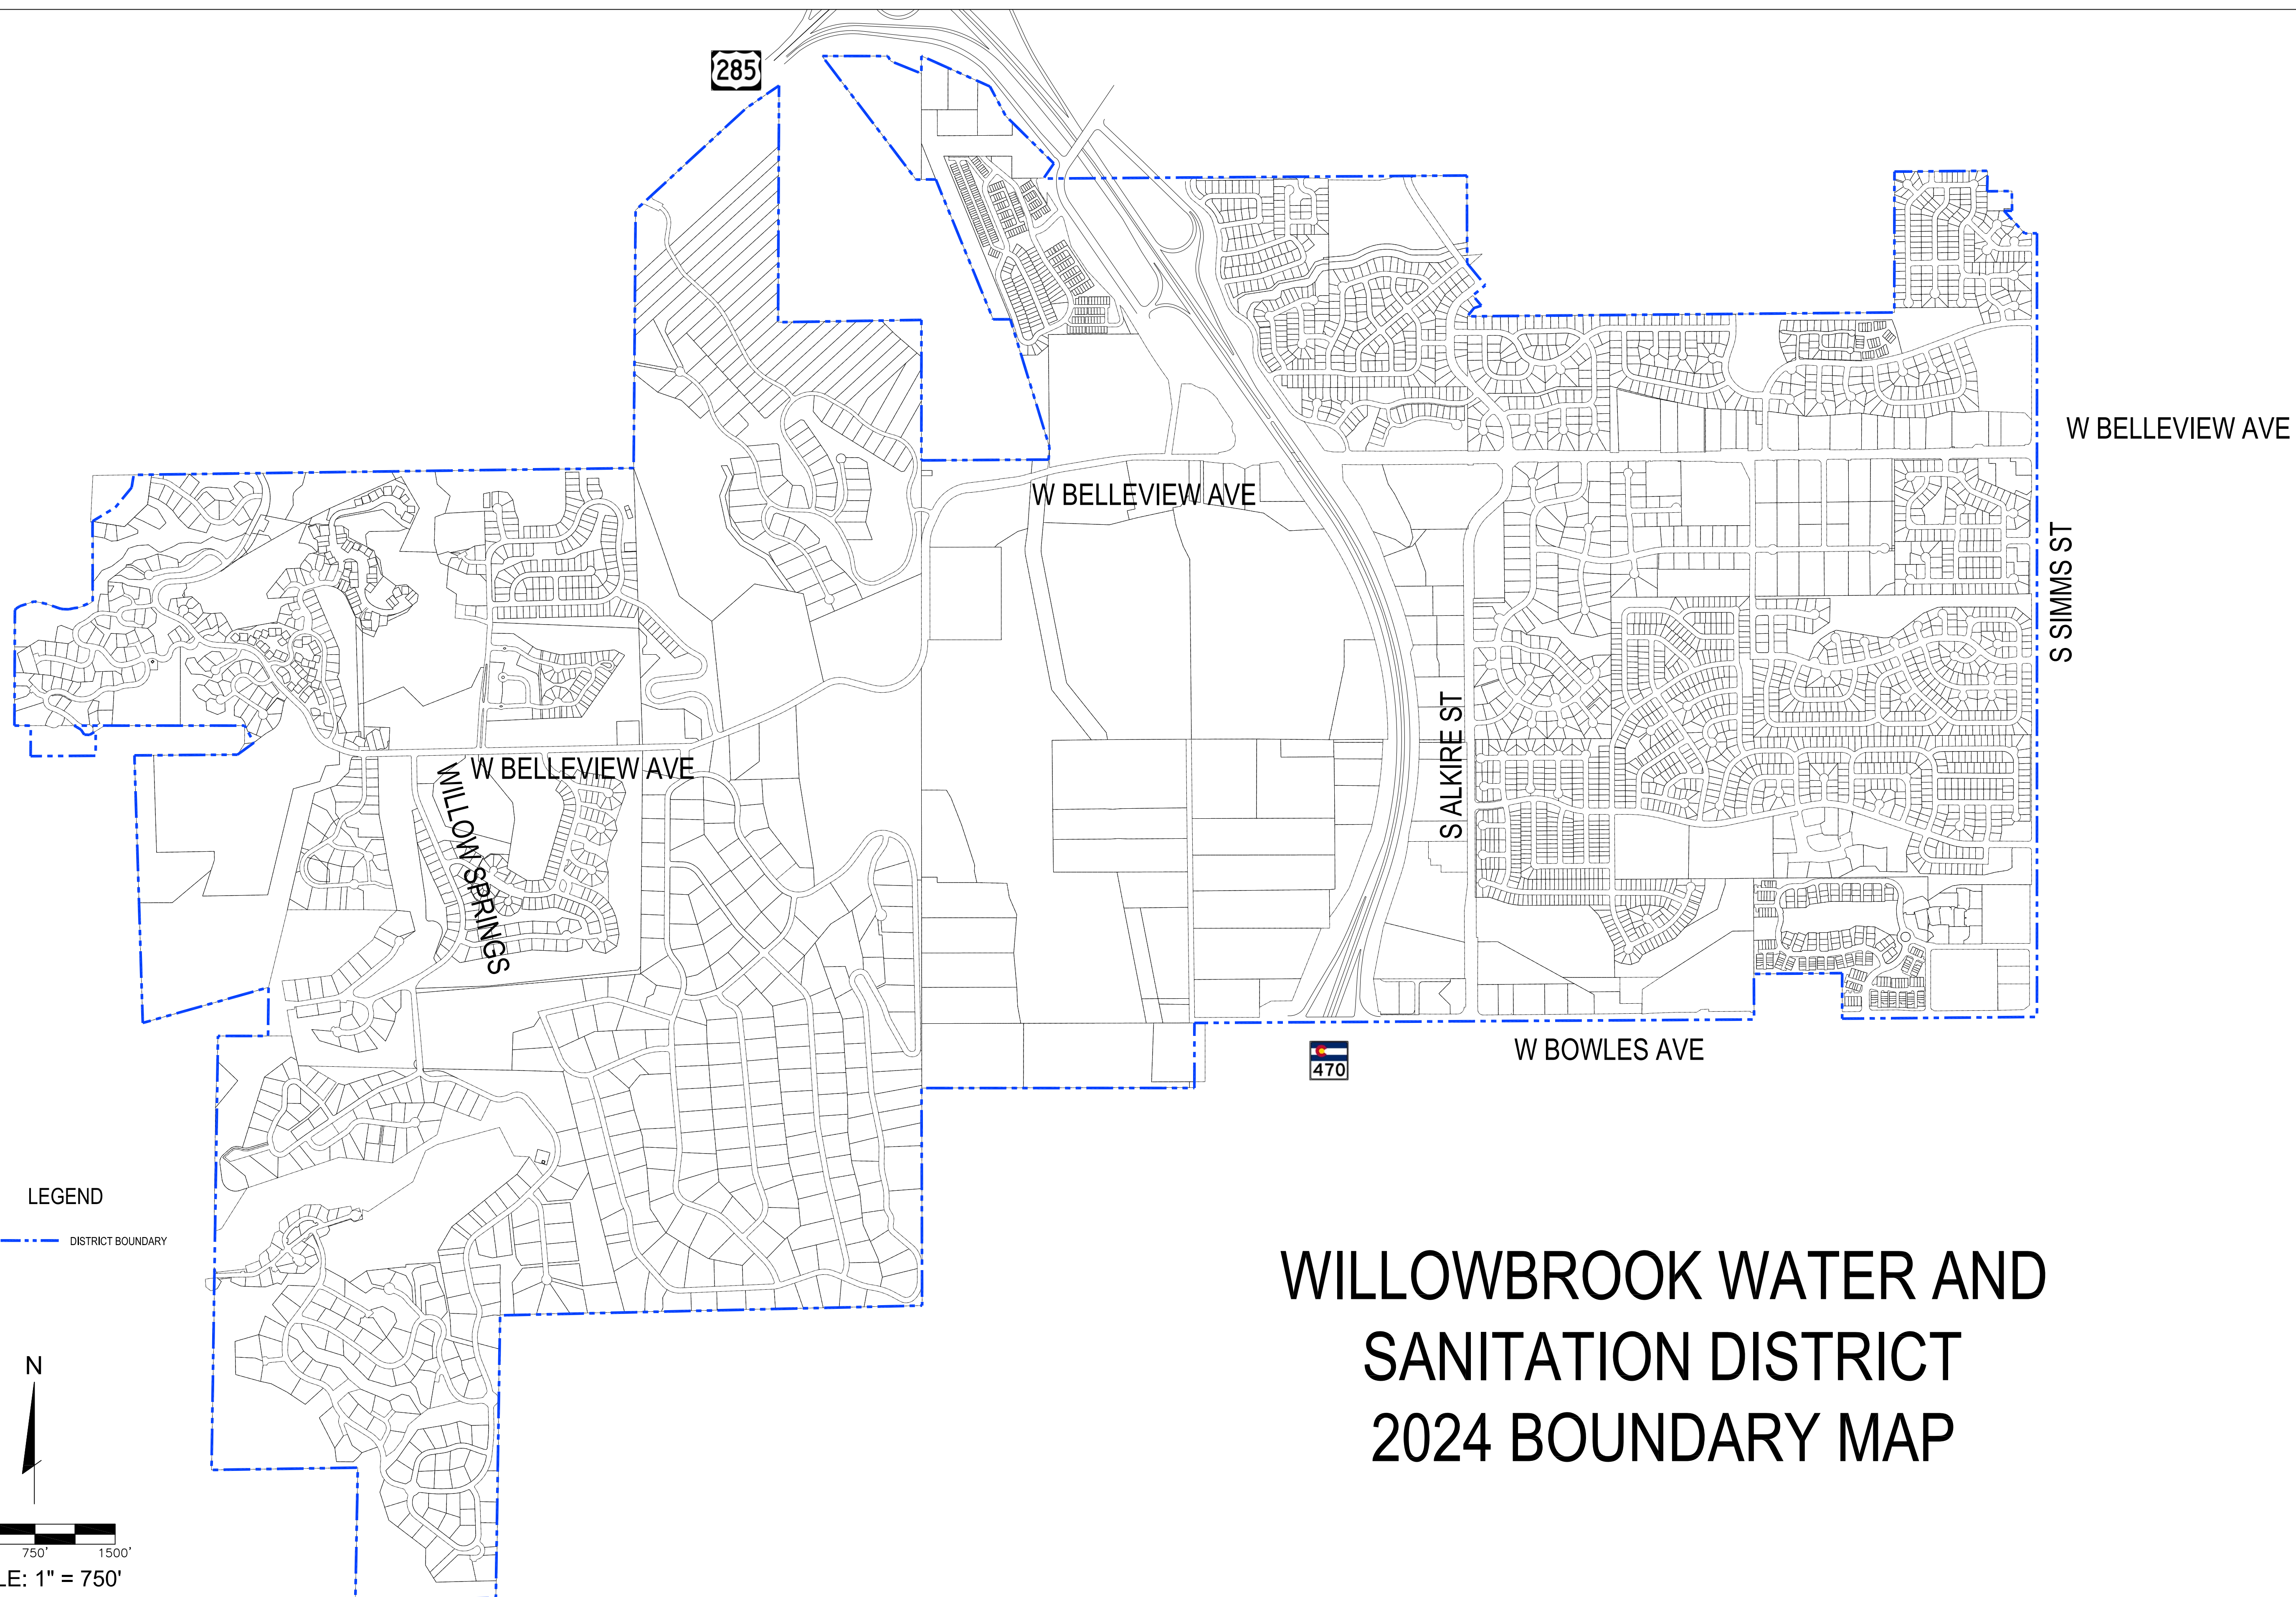 285
W BELLEVIEW AVE
W BELLEVIEW AVE
S SIMMS ST
S ALKIRE ST
W BELLEVIEW AVE
WILLOW SPRINGS
W BOWLES AVE
470
LEGEND
DISTRICT BOUNDARY
WILLOWBROOK WATER AND
SANITATION DISTRICT
2024 BOUNDARY MAP
N
750' 1500'
LE: 1" = 750'